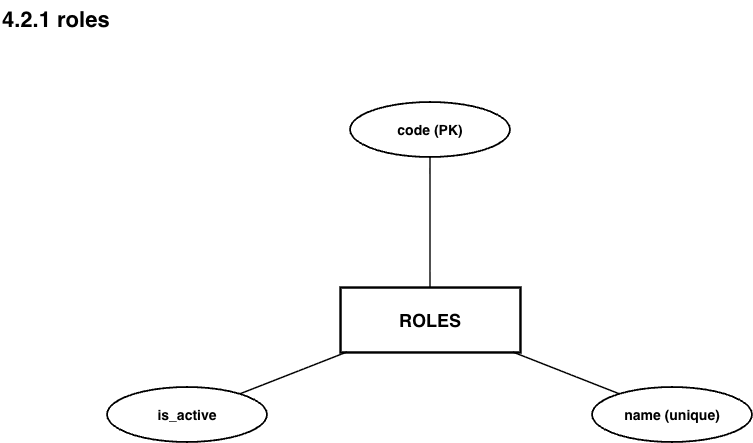 4.2.1 roles
code (PK)
ROLES
is_active
name (unique)